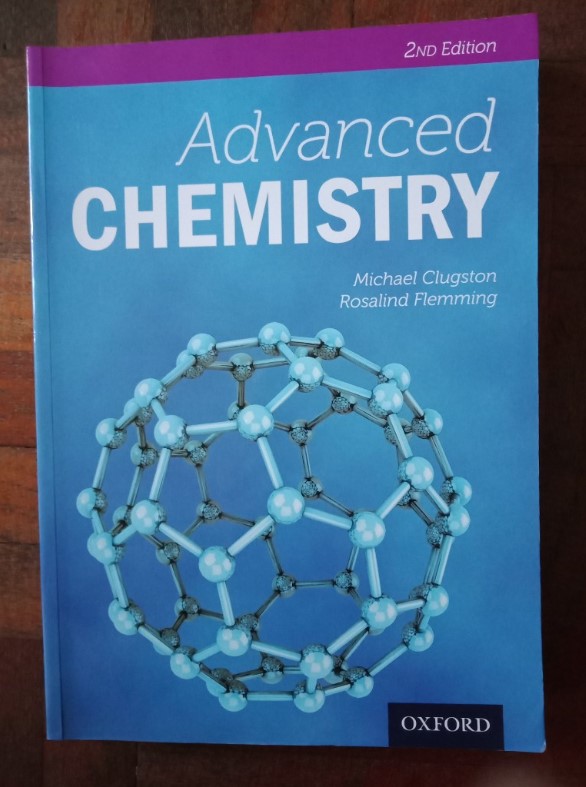 2ND Edition
Advanced
CHEMISTRY
Michael Clugston
Rosalind Flemming
OXFORD